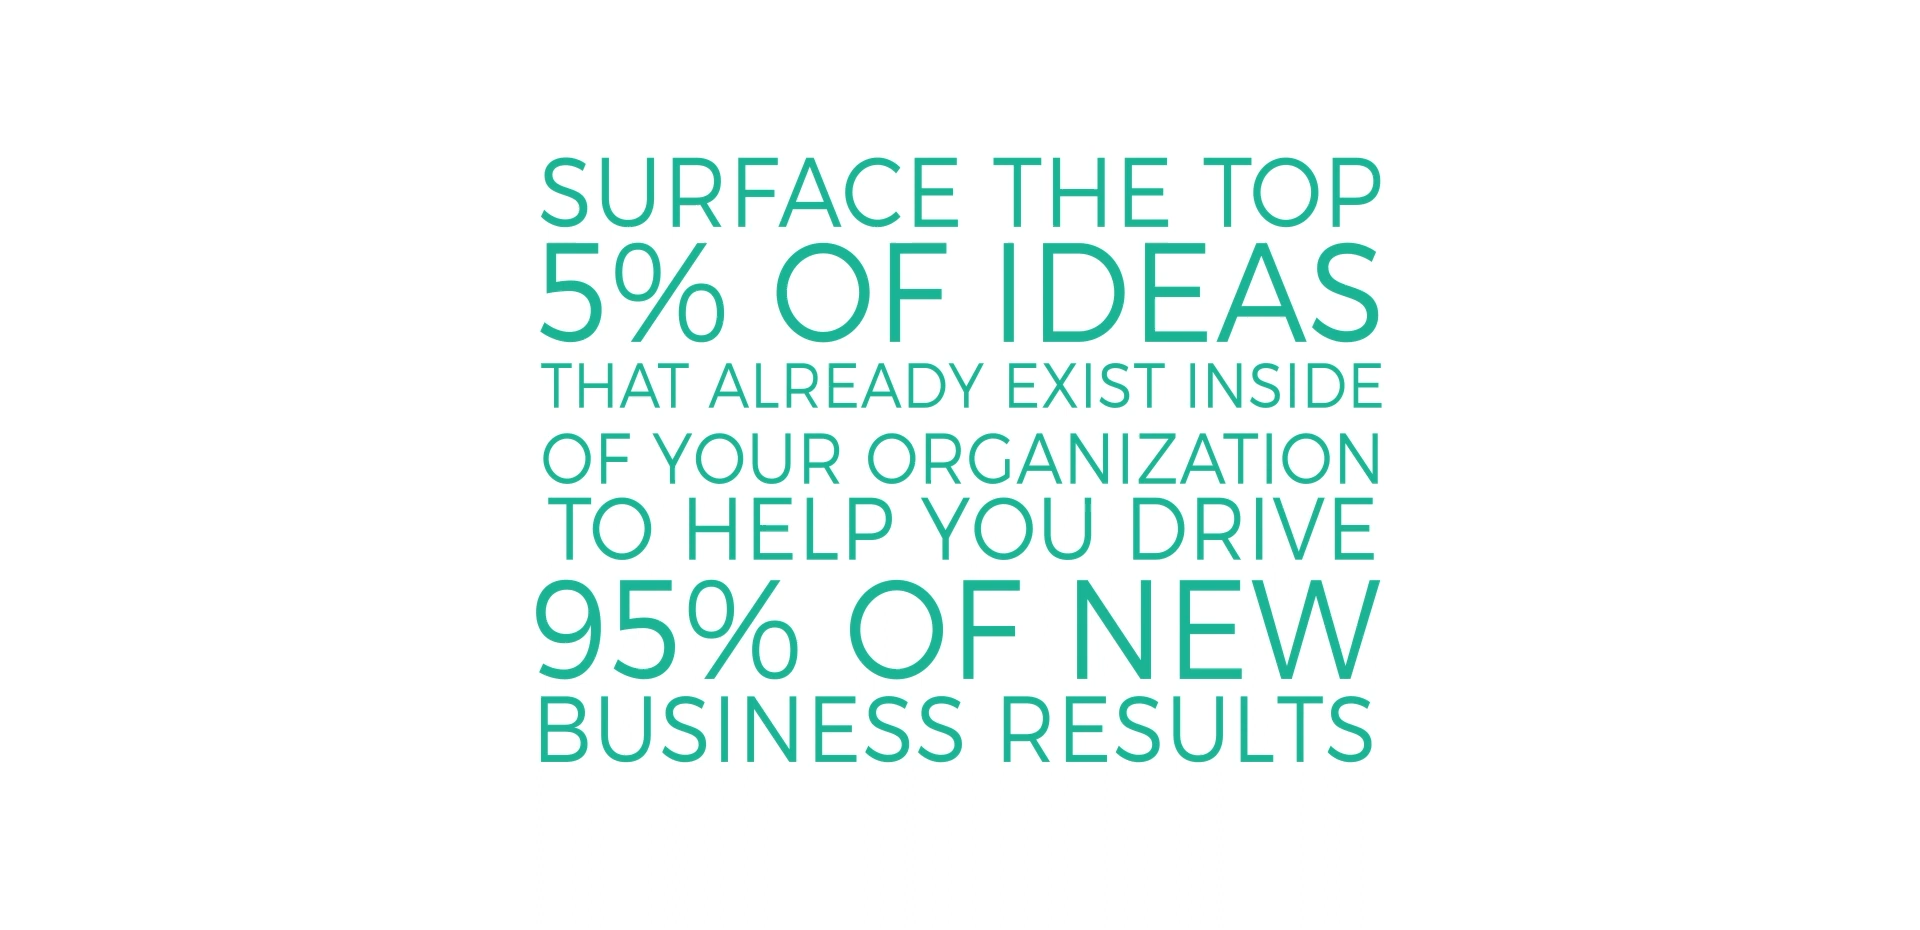 SURFACE THE TOP
5% OF IDEAS
THAT ALREADY EXIST INSIDE
OF YOUR ORGANIZATION
TO HELP YOU DRIVE
95% OF NEW
BUSINESS RESULTS